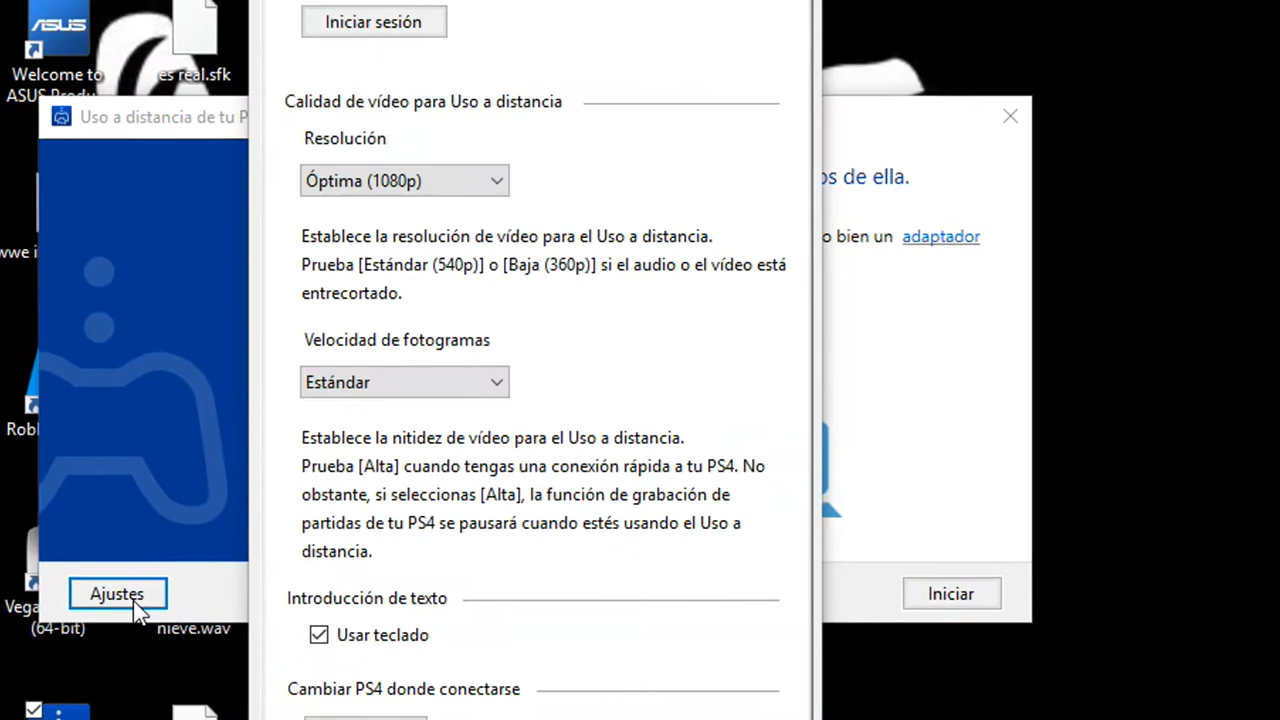 ASUS
Welcome to
ASUS Produ
es real.sfk
Uso a distancia de tu P
Iniciar sesión
Calidad de vídeo para Uso a distancia
Resolución
Óptima (1080p)
os de ella.
o bien un adaptador
Establece la resolución de vídeo para el Uso a distancia.
Prueba [Estándar (540p)] o [Baja (360p)] si el audio o el vídeo está
entrecortado.
wwe i
Velocidad de fotogramas
Estándar
Robl
Establece la nitidez de vídeo para el Uso a distancia.
Prueba [Alta] cuando tengas una conexión rápida a tu PS4. No
obstante, si seleccionas [Alta], la función de grabación de
partidas de tu PS4 se pausará cuando estés usando el Uso a
distancia.
Ajustes
Iniciar
Introducción de texto
Usar teclado
Vega
(64-bit)
nieve.wav
Cambiar PS4 donde conectarse